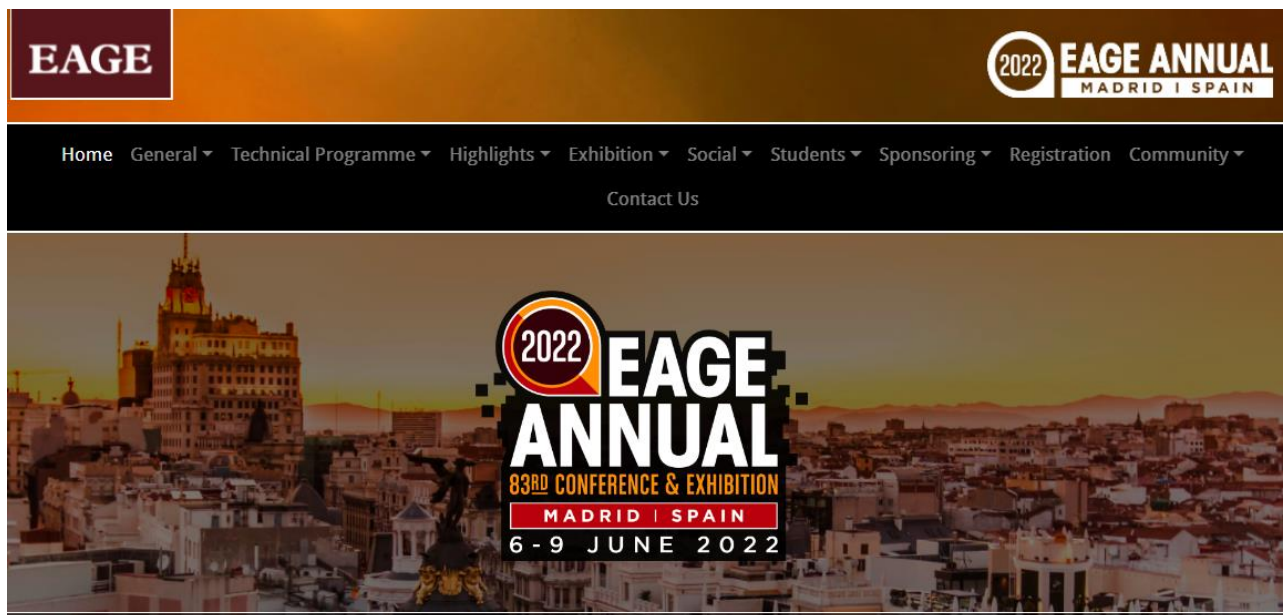 EAGE
2022 EAGE ANNUAL
MADRID | SPAIN
Home General Technical Programme Highlights Exhibition Social Students Sponsoring Registration Community
Contact Us
2022 EAGE
ANNUAL
83RD CONFERENCE & EXHIBITION
MADRID | SPAIN
6-9 JUNE 2022